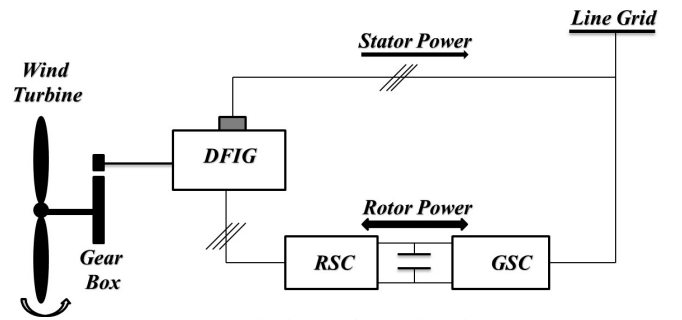 Line Grid
Stator Power
Wind
Turbine
DFIG
Rotor Power
Gear
Box
RSC
GSC